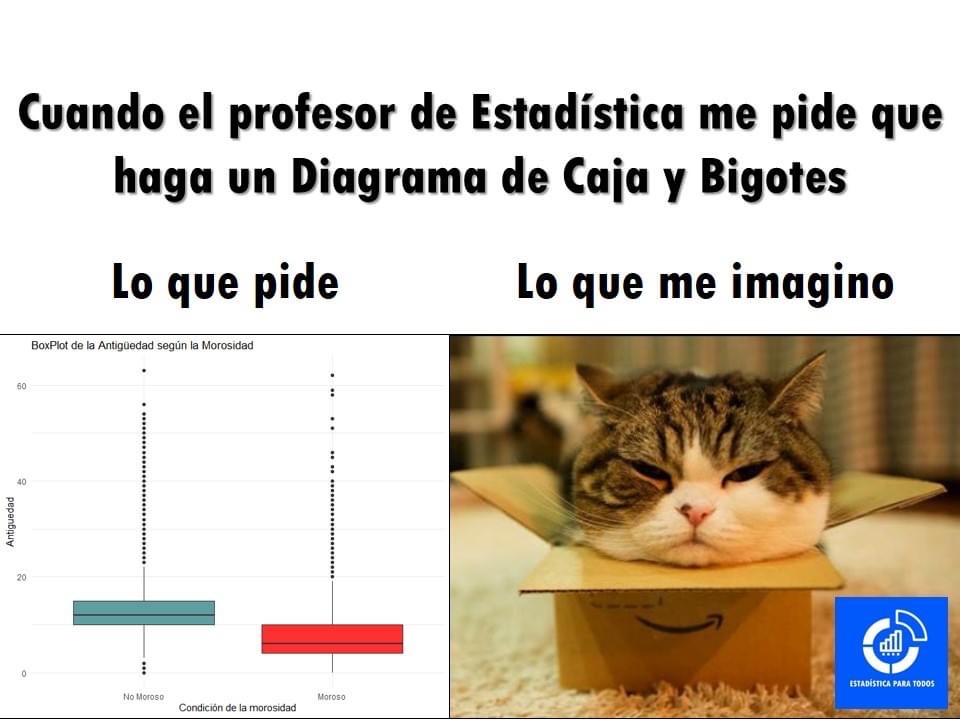 Cuando el profesor de Estadística me pide que
haga un Diagrama de Caja y Bigotes
Lo que pide
Lo que me imagino
BoxPlot de la Antigüedad según la Morosidad
60
40
20
0
Antiguedad
No Moroso
Moroso
Condición de la morosidad
ESTADÍSTICA PARA TODOS